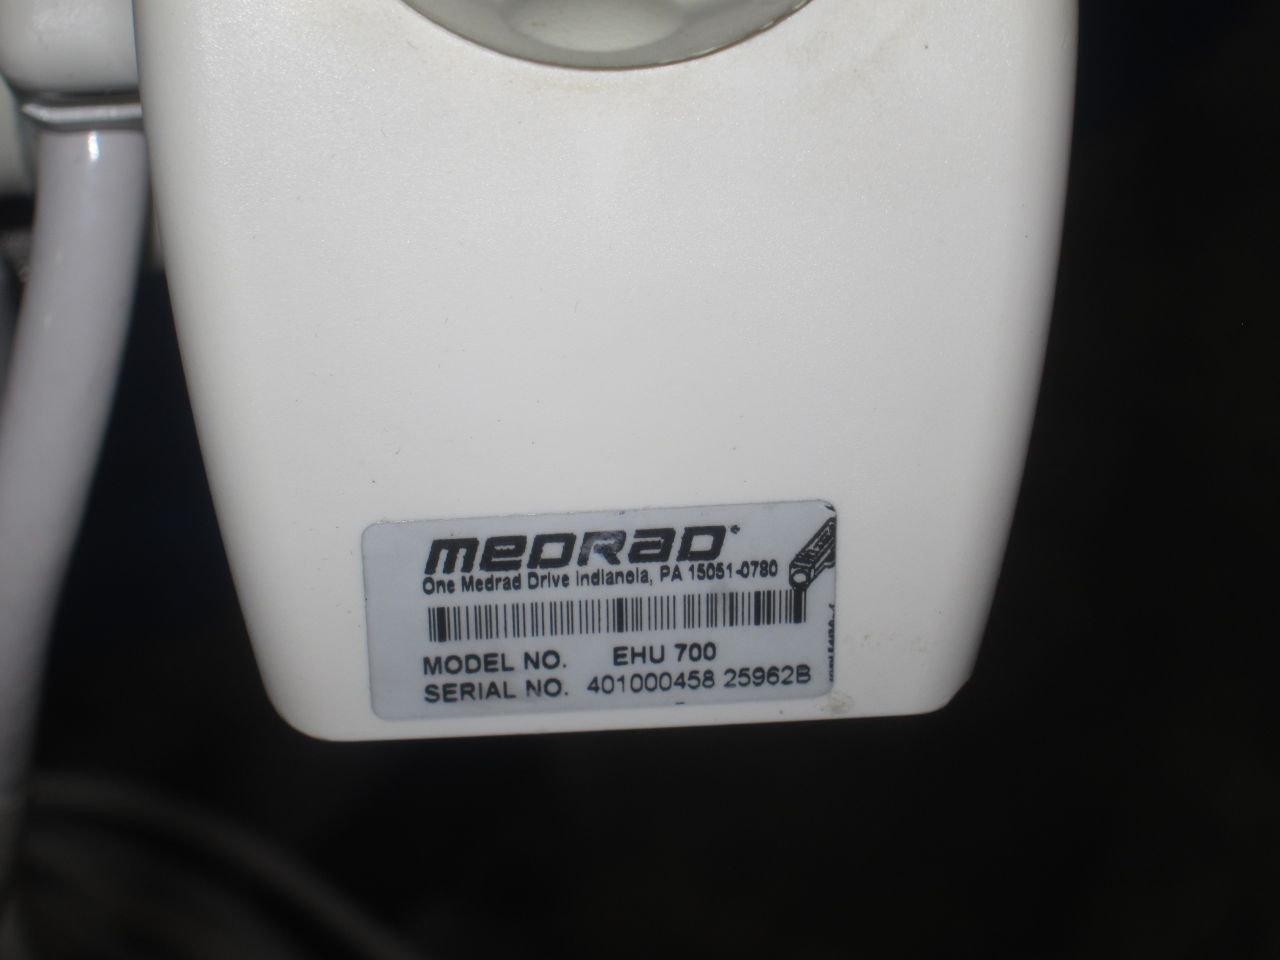 MEDRAD
One Medrad Drive Indianola, PA 15051-0780
MODEL NO. EHU 700
SERIAL NO. 401000458 25962B